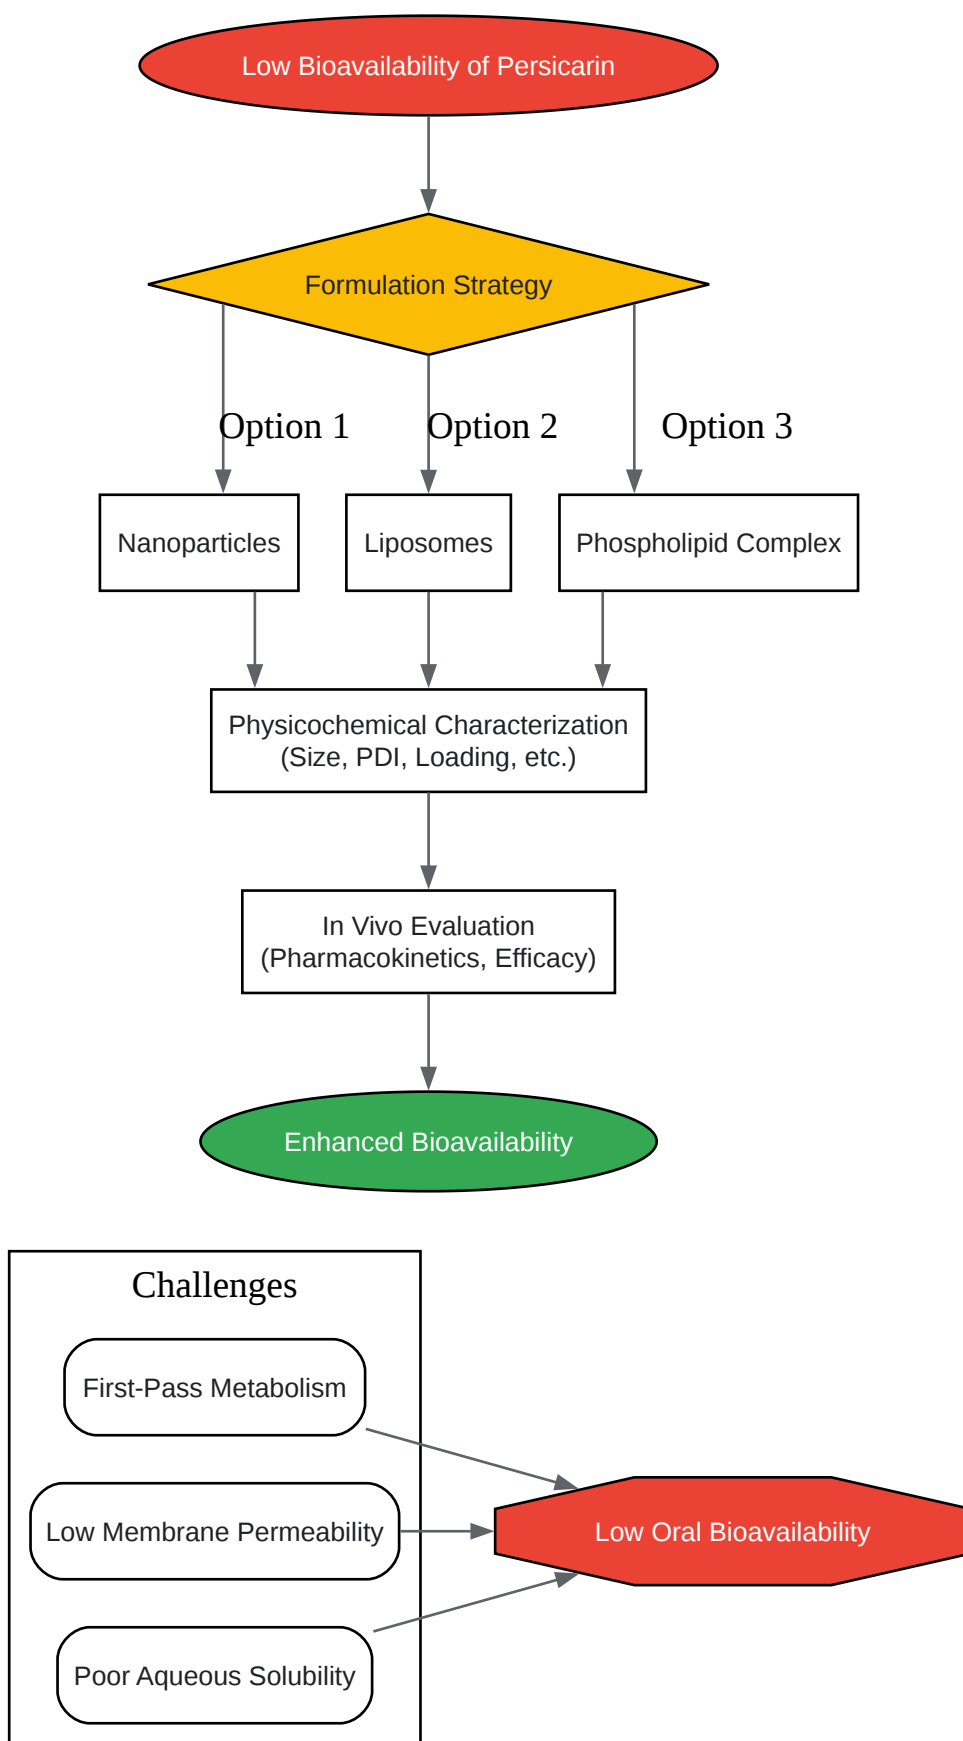 Low Bioavailability of Persicarin
Formulation Strategy
Option 1
Option 2
Option 3
Nanoparticles
Liposomes
Phospholipid Complex
Physicochemical Characterization
(Size, PDI, Loading, etc.)
In Vivo Evaluation
(Pharmacokinetics, Efficacy)
Enhanced Bioavailability
Challenges
First-Pass Metabolism
Low Membrane Permeability
Low Oral Bioavailability
Poor Aqueous Solubility